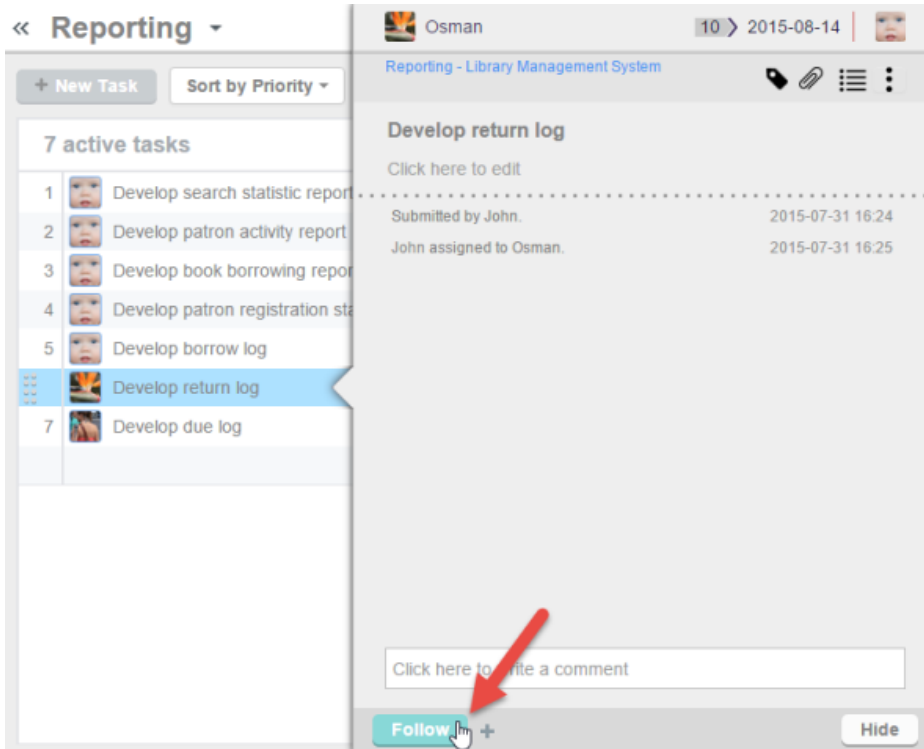 « Reporting
+ New Task Sort by Priority
7 active tasks
1 Develop search statistic report
2 Develop patron activity report
3 Develop book borrowing repor
4 Develop patron registration sta
5 Develop borrow log
Develop return log
7 Develop due log
Osman 10 2015-08-14
Reporting - Library Management System
Develop return log
Click here to edit
Submitted by John. 2015-07-31 16:24
John assigned to Osman. 2015-07-31 16:25
Click here to write a comment
Follow + Hide